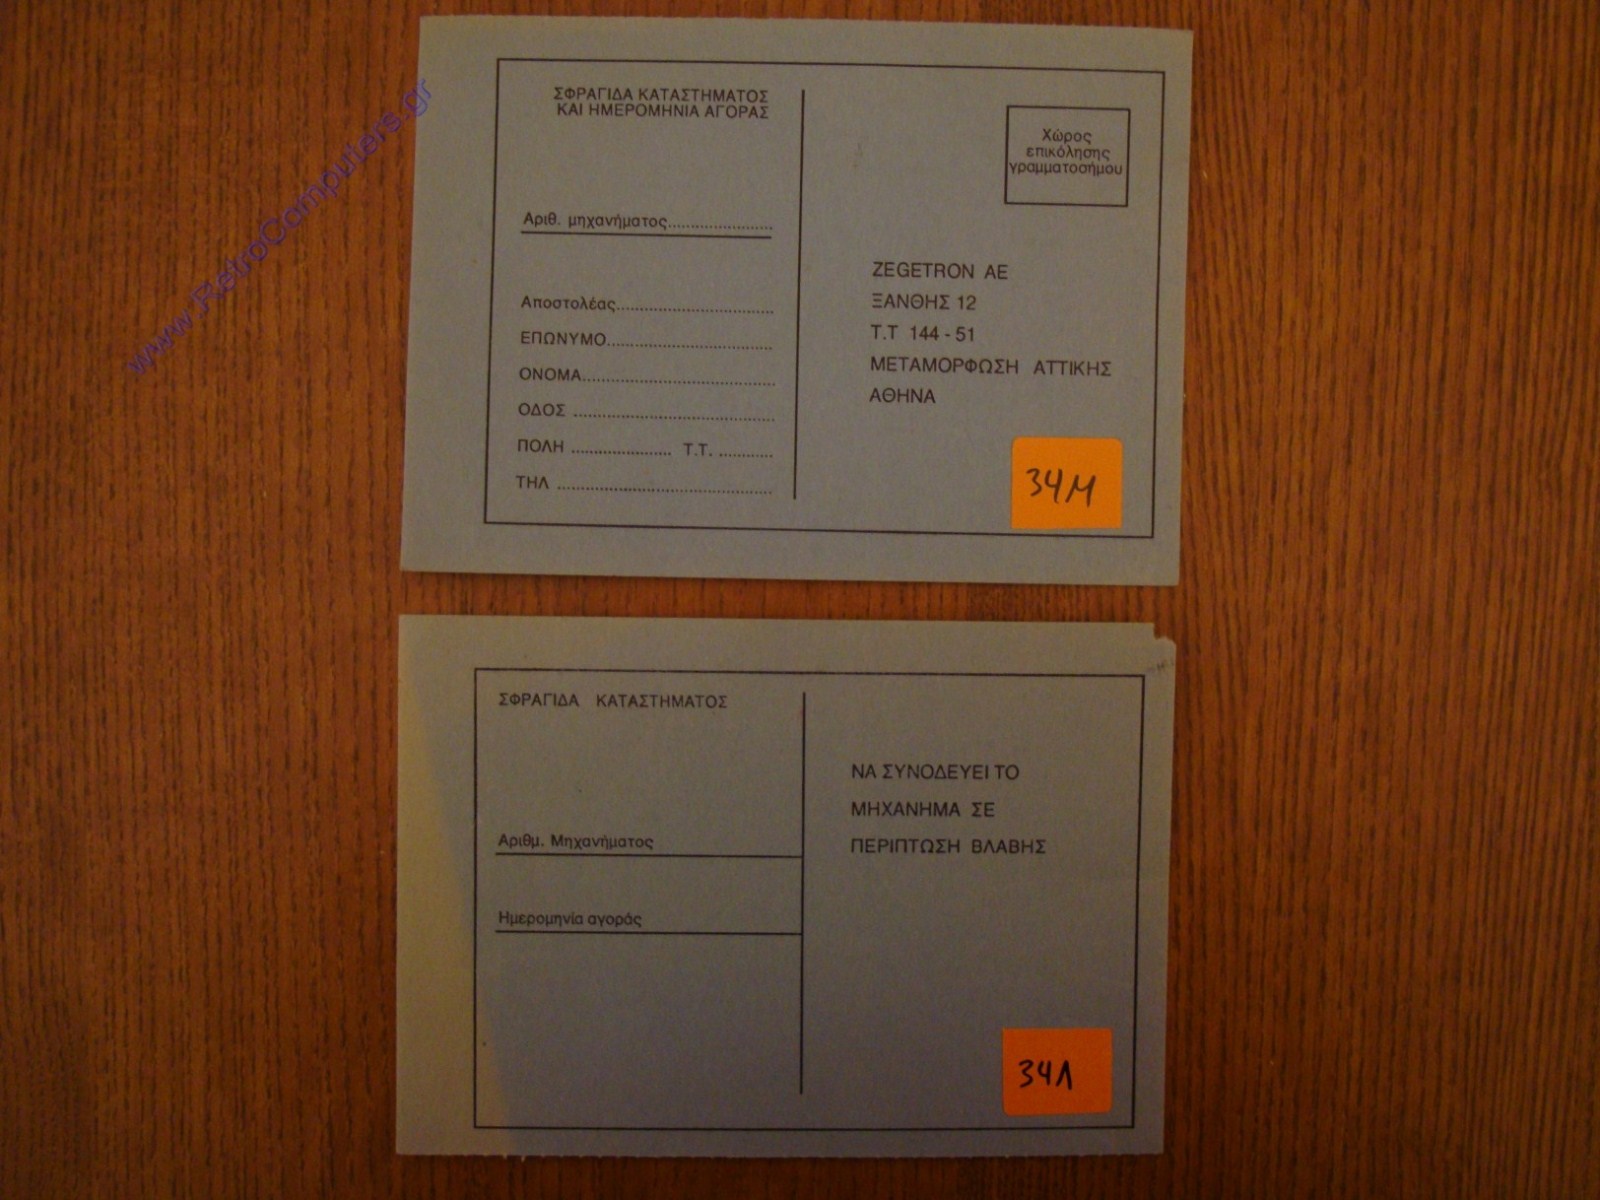 www.RetroComputers.gr
ΣΦΡΑΓΙΔΑ ΚΑΤΑΣΤΗΜΑΤΟΣ
ΚΑΙ ΗΜΕΡΟΜΗΝΙΑ ΑΓΟΡΑΣ
Αριθ. μηχανήματος
Αποστολέας
ΕΠΩΝΥΜΟ
ΟΝΟΜΑ
ΟΔΟΣ
ΠΟΛΗ Τ.Τ.
ΤΗΛ
Χώρος
επικόλησης
γραμματοσήμου
ZEGETRON AE
ΞΑΝΘΗΣ 12
Τ.Τ 144 - 51
ΜΕΤΑΜΟΡΦΩΣΗ ΑΤΤΙΚΗΣ
ΑΘΗΝΑ
34Μ
ΣΦΡΑΓΙΔΑ ΚΑΤΑΣΤΗΜΑΤΟΣ
Αριθμ. Μηχανήματος
Ημερομηνία αγοράς
ΝΑ ΣΥΝΟΔΕΥΕΙ ΤΟ
ΜΗΧΑΝΗΜΑ ΣΕ
ΠΕΡΙΠΤΩΣΗ ΒΛΑΒΗΣ
34Λ